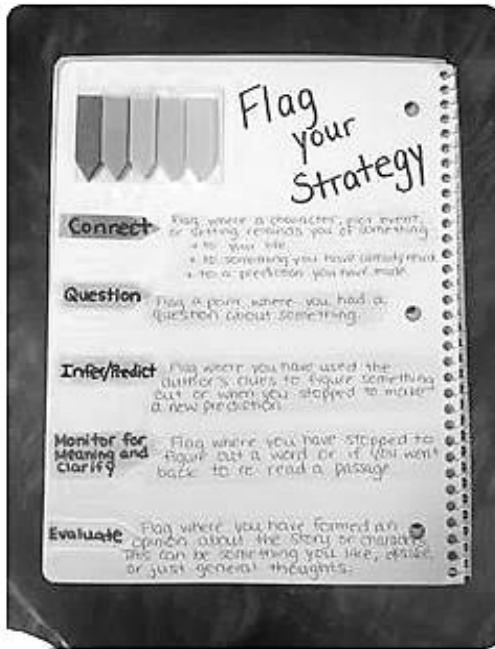 Flag
your
Strategy
Connect Flag where a character, plot event,
or setting reminds you of something
+ to your life
+ to something you have already read
+ to a prediction you have made
Question Flag a point where you had a
question about something.
Infer/Predict Flag where you have used the
author's clues to figure something
out or when you stopped to make
a new prediction
Monitor for
Meaning and
Clarify
Flag where you have stopped to
figure out a word or if you went
back to re-read a passage
Evaluate Flag where you have formed an
opinion about the story or characters
This can be something you like, dislike,
or just general thoughts.